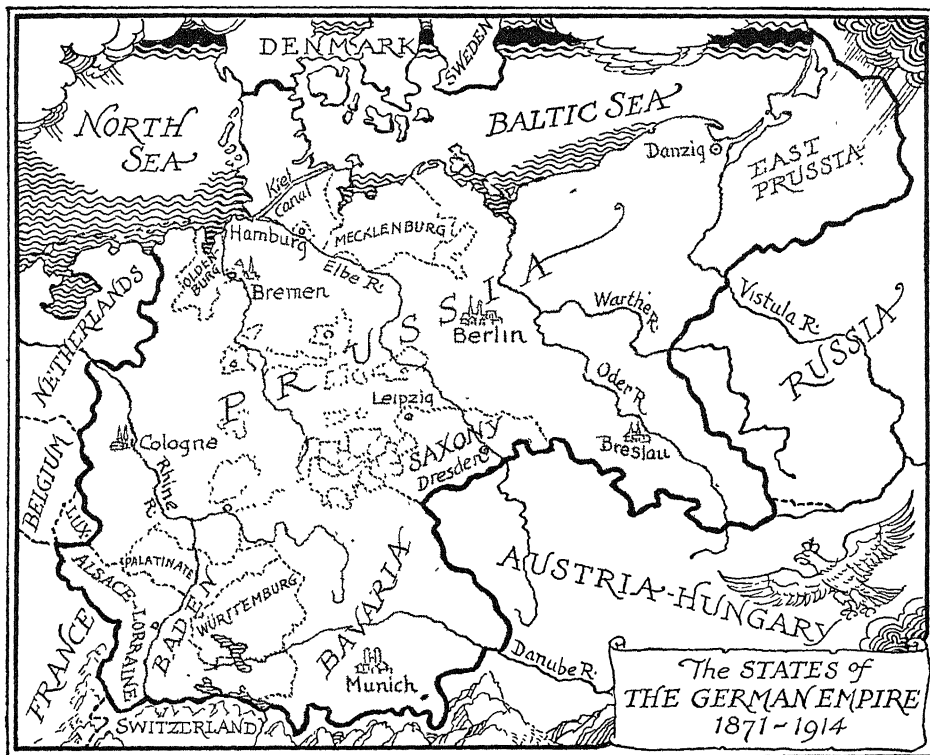 DENMARK
SWEDEN
NORTH
SEA
BALTIC SEA
Danzig
EAST
PRUSSIA
Kiel
Canal
Hamburg
MECKLENBURG
OLDEN
BURG
Bremen
Elbe R.
NETHERLANDS
PRUSSIA
Berlin
Warthe R.
Vistula R.
RUSSIA
Oder R.
Leipzig
Cologne
SAXONY
Dresden
Breslau
BELGIUM
Rhine
R.
LUX.
PALATINATE
ALSACE-LORRAINE
BADEN
WÜRTTEMBURG
BAVARIA
AUSTRIA-HUNGARY
FRANCE
Munich
Danube R.
SWITZERLAND
The STATES of
THE GERMAN EMPIRE
1871-1914